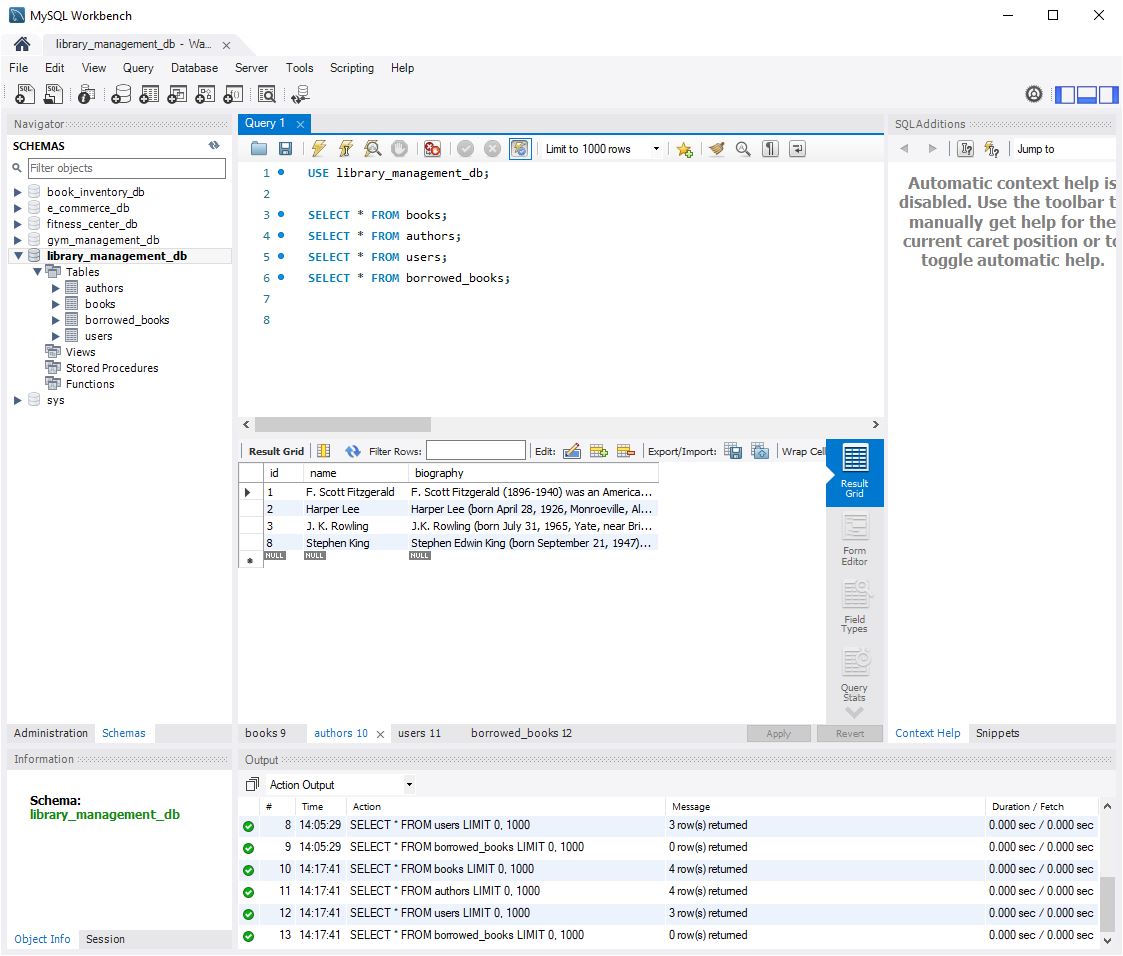 MySQL Workbench
library_management_db - Wa...
File Edit View Query Database Server Tools Scripting Help
Navigator
SCHEMAS
Filter objects
book_inventory_db
e_commerce_db
fitness_center_db
gym_management_db
library_management_db
Tables
authors
books
borrowed_books
users
Views
Stored Procedures
Functions
sys
Administration Schemas
Information
Schema:
library_management_db
Object Info Session
Query 1
Limit to 1000 rows
1 USE library_management_db;
2
3 SELECT * FROM books;
4 SELECT * FROM authors;
5 SELECT * FROM users;
6 SELECT * FROM borrowed_books;
7
8
Result Grid Filter Rows: Edit: Export/Import: Wrap Cell
id name biography
1 F. Scott Fitzgerald F. Scott Fitzgerald (1896-1940) was an America...
2 Harper Lee Harper Lee (born April 28, 1926, Monroeville, Al...
3 J. K. Rowling J.K. Rowling (born July 31, 1965, Yate, near Bri...
8 Stephen King Stephen Edwin King (born September 21, 1947)...
NULL NULL NULL
Result
Grid
Form
Editor
Field
Types
Query
Stats
books 9 authors 10 users 11 borrowed_books 12 Apply Revert
SQLAdditions
Jump to
Automatic context help is
disabled. Use the toolbar t
manually get help for the
current caret position or to
toggle automatic help.
Context Help Snippets
Output
Action Output
# Time Action Message Duration / Fetch
8 14:05:29 SELECT * FROM users LIMIT 0, 1000 3 row(s) returned 0.000 sec / 0.000 sec
9 14:05:29 SELECT * FROM borrowed_books LIMIT 0, 1000 0 row(s) returned 0.000 sec / 0.000 sec
10 14:17:41 SELECT * FROM books LIMIT 0, 1000 4 row(s) returned 0.000 sec / 0.000 sec
11 14:17:41 SELECT * FROM authors LIMIT 0, 1000 4 row(s) returned 0.000 sec / 0.000 sec
12 14:17:41 SELECT * FROM users LIMIT 0, 1000 3 row(s) returned 0.000 sec / 0.000 sec
13 14:17:41 SELECT * FROM borrowed_books LIMIT 0, 1000 0 row(s) returned 0.000 sec / 0.000 sec